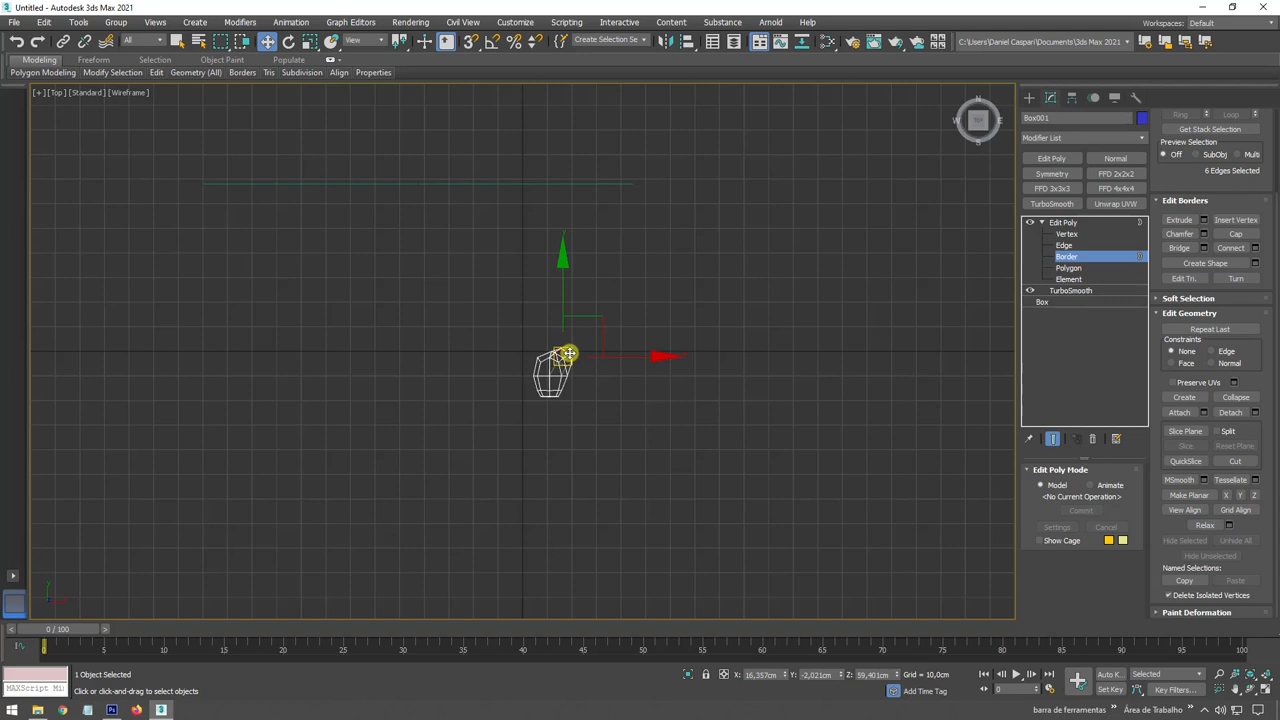 Untitled - Autodesk 3ds Max 2021
File Edit Tools Group Views Create Modifiers Animation Graph Editors Rendering Civil View Customize Scripting Interactive Content Substance Arnold Help
Workspaces: Default
All
View
Create Selection Se
C:\Users\Daniel Caspari\Documents\3ds Max 2021
Modeling Freeform Selection Object Paint Populate
Polygon Modeling Modify Selection Edit Geometry (All) Borders Tris Subdivision Align Properties
[+] [Top] [Standard] [Wireframe]
N
W TOP E
S
y
Box001
Modifier List
Edit Poly Normal
Symmetry FFD 2x2x2
FFD 3x3x3 FFD 4x4x4
TurboSmooth Unwrap UVW
Edit Poly
Vertex
Edge
Border
Polygon
Element
TurboSmooth
Box
Edit Poly Mode
Model Animate
<No Current Operation>
Commit
Settings Cancel
Show Cage
Ring Loop
Get Stack Selection
Preview Selection
Off SubObj Multi
6 Edges Selected
Edit Borders
Extrude Insert Vertex
Chamfer Cap
Bridge Connect
Create Shape
Edit Tri. Turn
Soft Selection
Edit Geometry
Repeat Last
Constraints
None Edge
Face Normal
Preserve UVs
Create Collapse
Attach Detach
Slice Plane Split
Slice Reset Plane
QuickSlice Cut
MSmooth Tessellate
Make Planar X Y Z
View Align Grid Align
Relax
Hide Selected Unhide All
Hide Unselected
Named Selections:
Copy Paste
Delete Isolated Vertices
Paint Deformation
0 / 100
0 5 10 15 20 25 30 35 40 45 50 55 60 65 70 75 80 85 90 95 100
1 Object Selected
MAXScript Mi
Click or click-and-drag to select objects
X: 16,357cm Y: -2,021cm Z: 59,401cm Grid = 10,0cm
Add Time Tag
0
Auto K... Selected
Set Key Key Filters...
barra de ferramentas Área de Trabalho